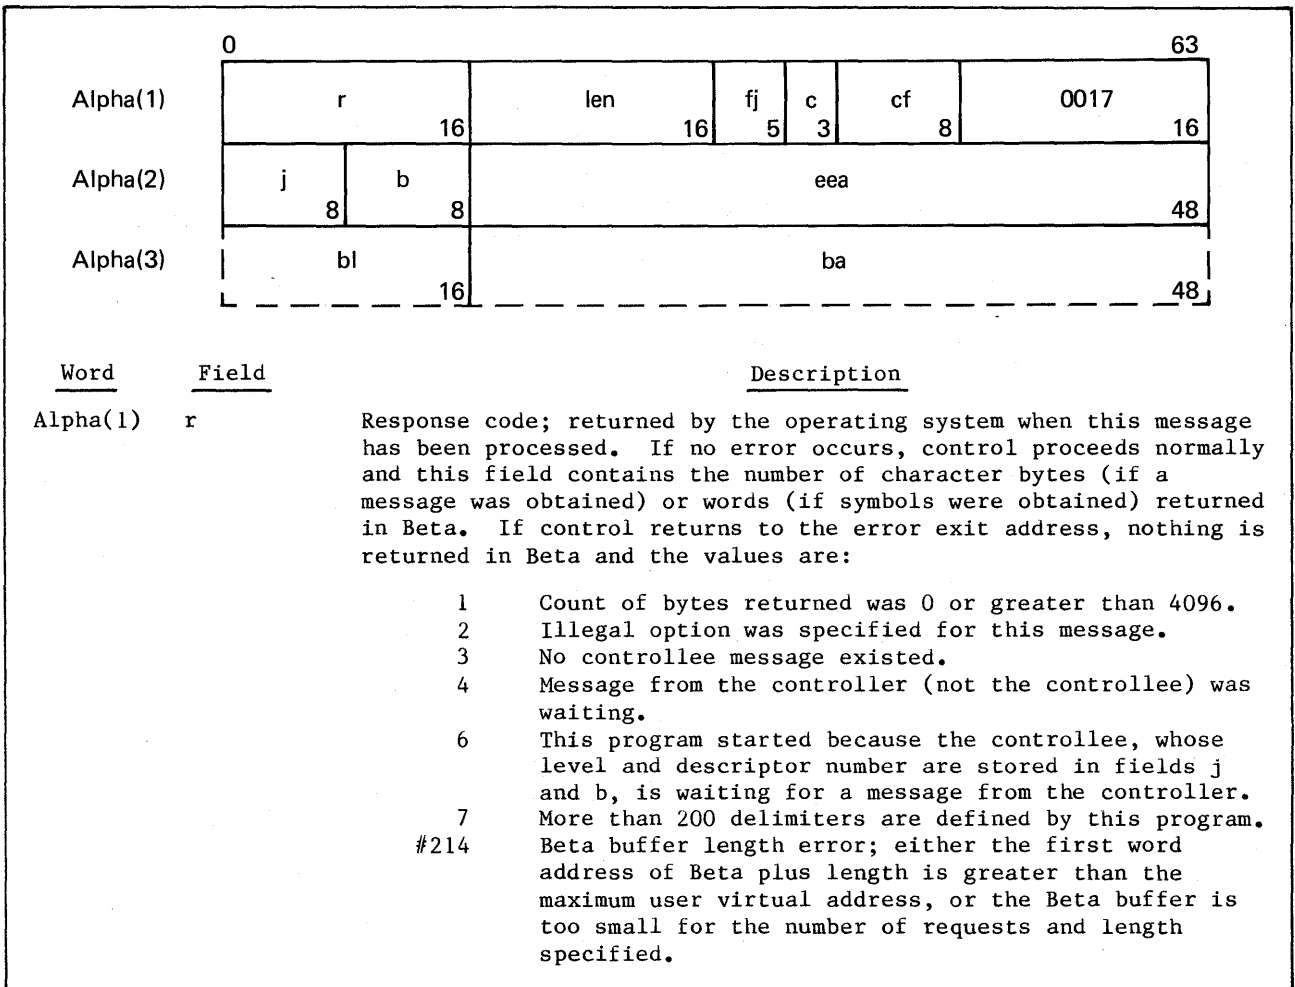 0 63
Alpha(1) r 16 len 16 fj 5 c 3 cf 8 0017 16
Alpha(2) j 8 b 8 eea 48
Alpha(3) bl 16 ba 48
Word Field Description
Alpha(1) r Response code; returned by the operating system when this message
has been processed. If no error occurs, control proceeds normally
and this field contains the number of character bytes (if a
message was obtained) or words (if symbols were obtained) returned
in Beta. If control returns to the error exit address, nothing is
returned in Beta and the values are:
1 Count of bytes returned was 0 or greater than 4096.
2 Illegal option was specified for this message.
3 No controllee message existed.
4 Message from the controller (not the controllee) was
waiting.
6 This program started because the controllee, whose
level and descriptor number are stored in fields j
and b, is waiting for a message from the controller.
7 More than 200 delimiters are defined by this program.
#214 Beta buffer length error; either the first word
address of Beta plus length is greater than the
maximum user virtual address, or the Beta buffer is
too small for the number of requests and length
specified.